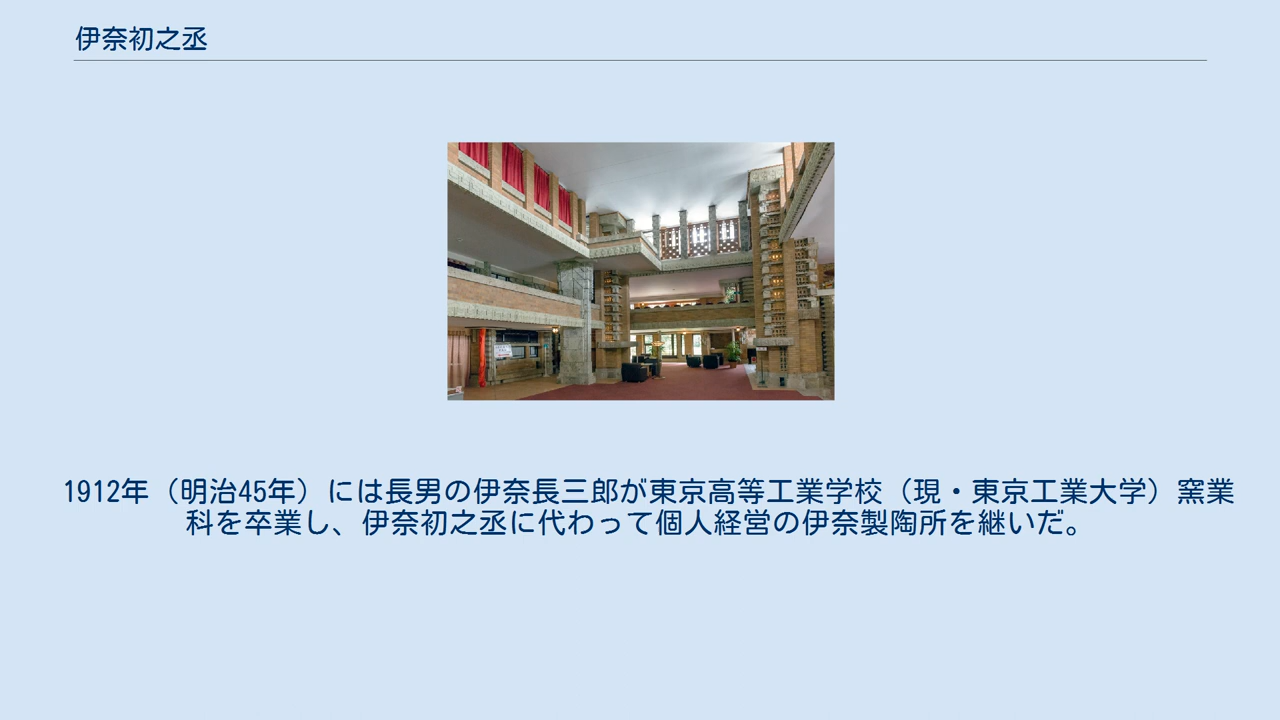 伊奈初之丞
1912年（明治45年）には長男の伊奈長三郎が東京高等工業学校（現・東京工業大学）窯業
科を卒業し、伊奈初之丞に代わって個人経営の伊奈製陶所を継いだ。